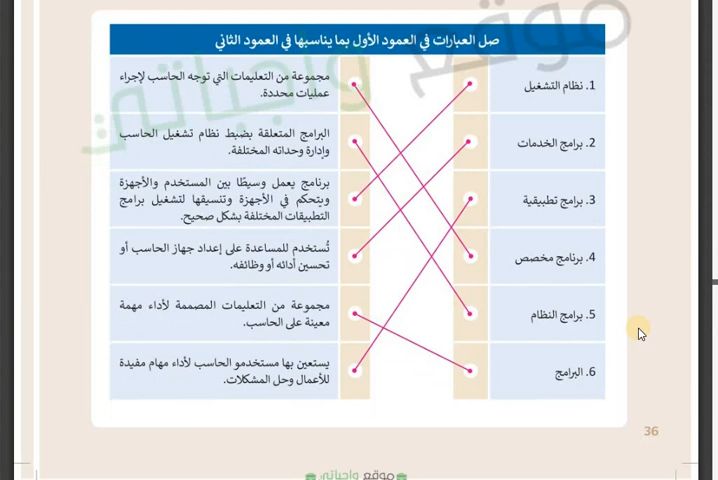 صل العبارات في العمود الأول بما يناسبها في العمود الثاني
1. نظام التشغيل
مجموعة من التعليمات التي توجه الحاسب لإجراء
عمليات محددة.
2. برامج الخدمات
البرامج المتعلقة بضبط نظام تشغيل الحاسب
وإدارة وحداته المختلفة.
3. برامج تطبيقية
برنامج يعمل وسيطًا بين المستخدم والأجهزة
ويتحكم في الأجهزة وتنسيقها لتشغيل برامج
التطبيقات المختلفة بشكل صحيح.
4. برنامج مخصص
تُستخدم للمساعدة على إعداد جهاز الحاسب أو
تحسين أدائه أو وظائفه.
5. برامج النظام
مجموعة من التعليمات المصممة لأداء مهمة
معينة على الحاسب.
6. البرامج
يستعين بها مستخدمو الحاسب لأداء مهام مفيدة
للأعمال وحل المشكلات.
36
موقع واجباتي
موقع واجباتي